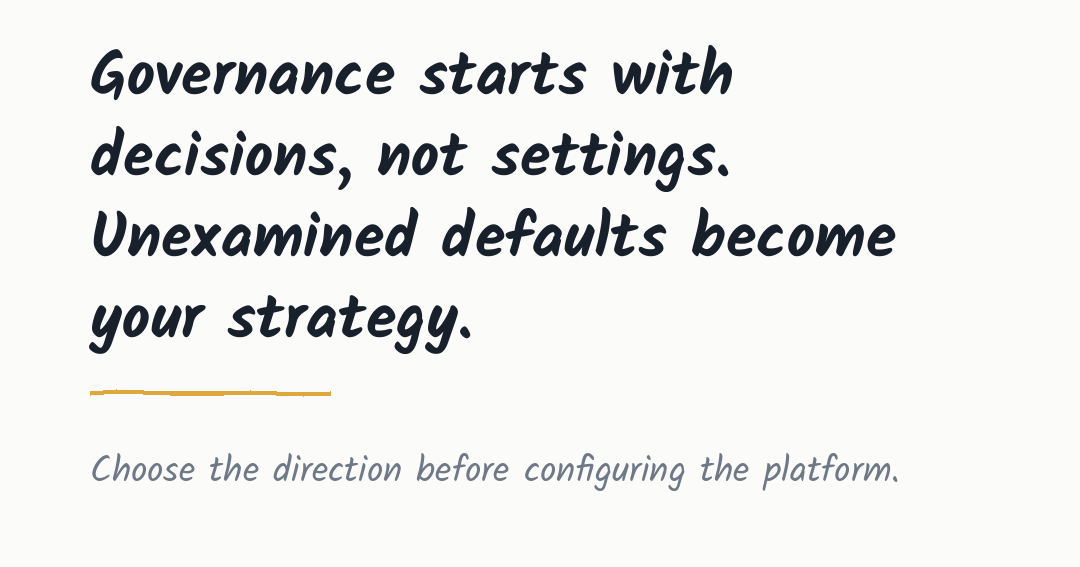 Governance starts with
decisions, not settings.
Unexamined defaults become
your strategy.
Choose the direction before configuring the platform.